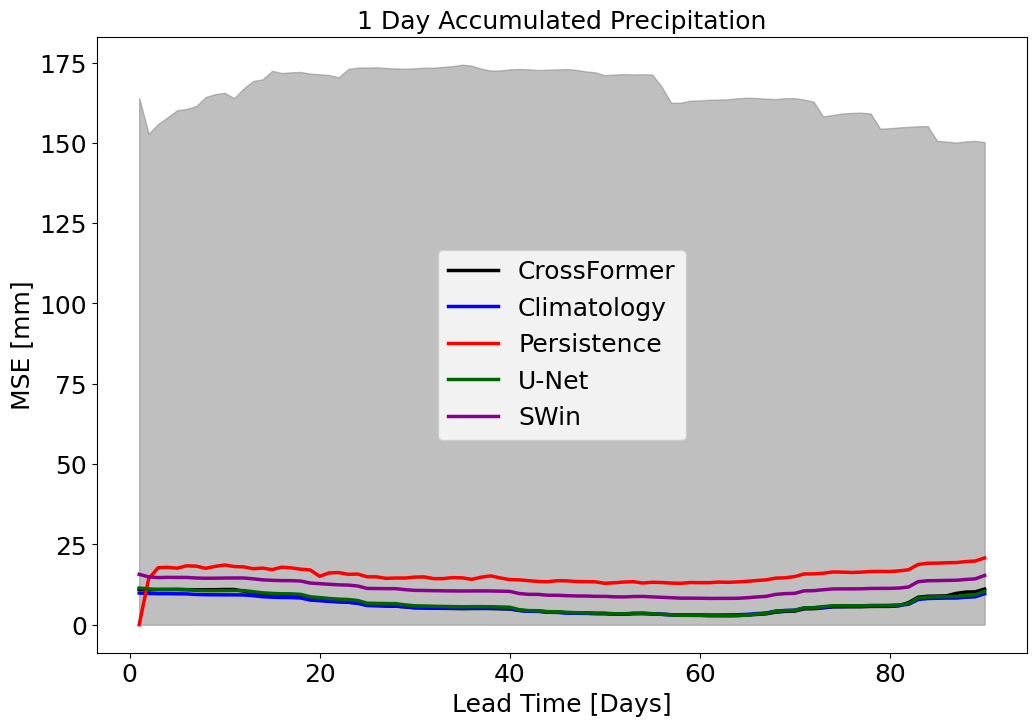 1 Day Accumulated Precipitation
MSE [mm]
175
150
125
100
75
50
25
0
CrossFormer
Climatology
Persistence
U-Net
SWin
0 20 40 60 80
Lead Time [Days]